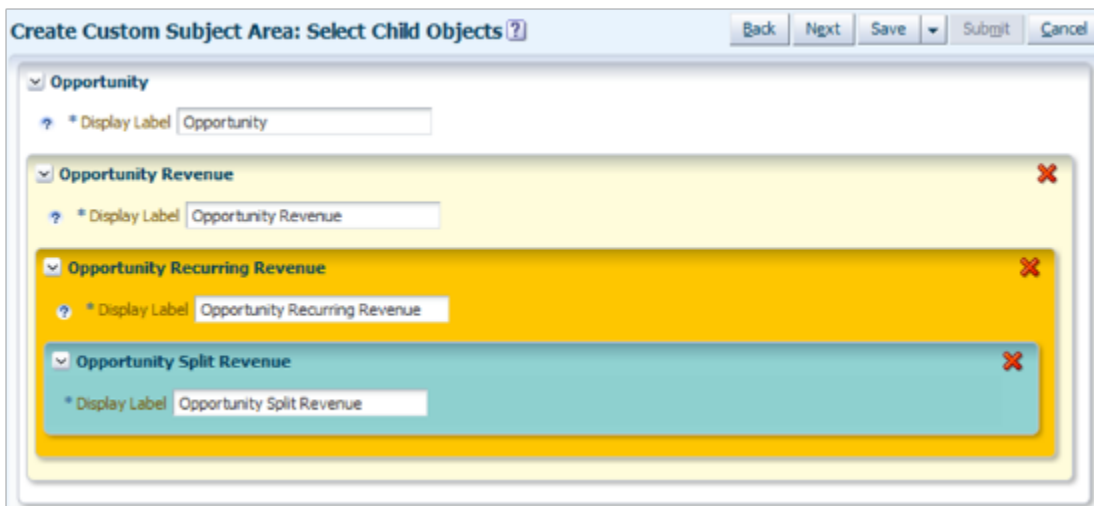 Create Custom Subject Area: Select Child Objects ? Back Next Save Submit Cancel
Opportunity
? * Display Label Opportunity
Opportunity Revenue
? * Display Label Opportunity Revenue
Opportunity Recurring Revenue
? * Display Label Opportunity Recurring Revenue
Opportunity Split Revenue
* Display Label Opportunity Split Revenue